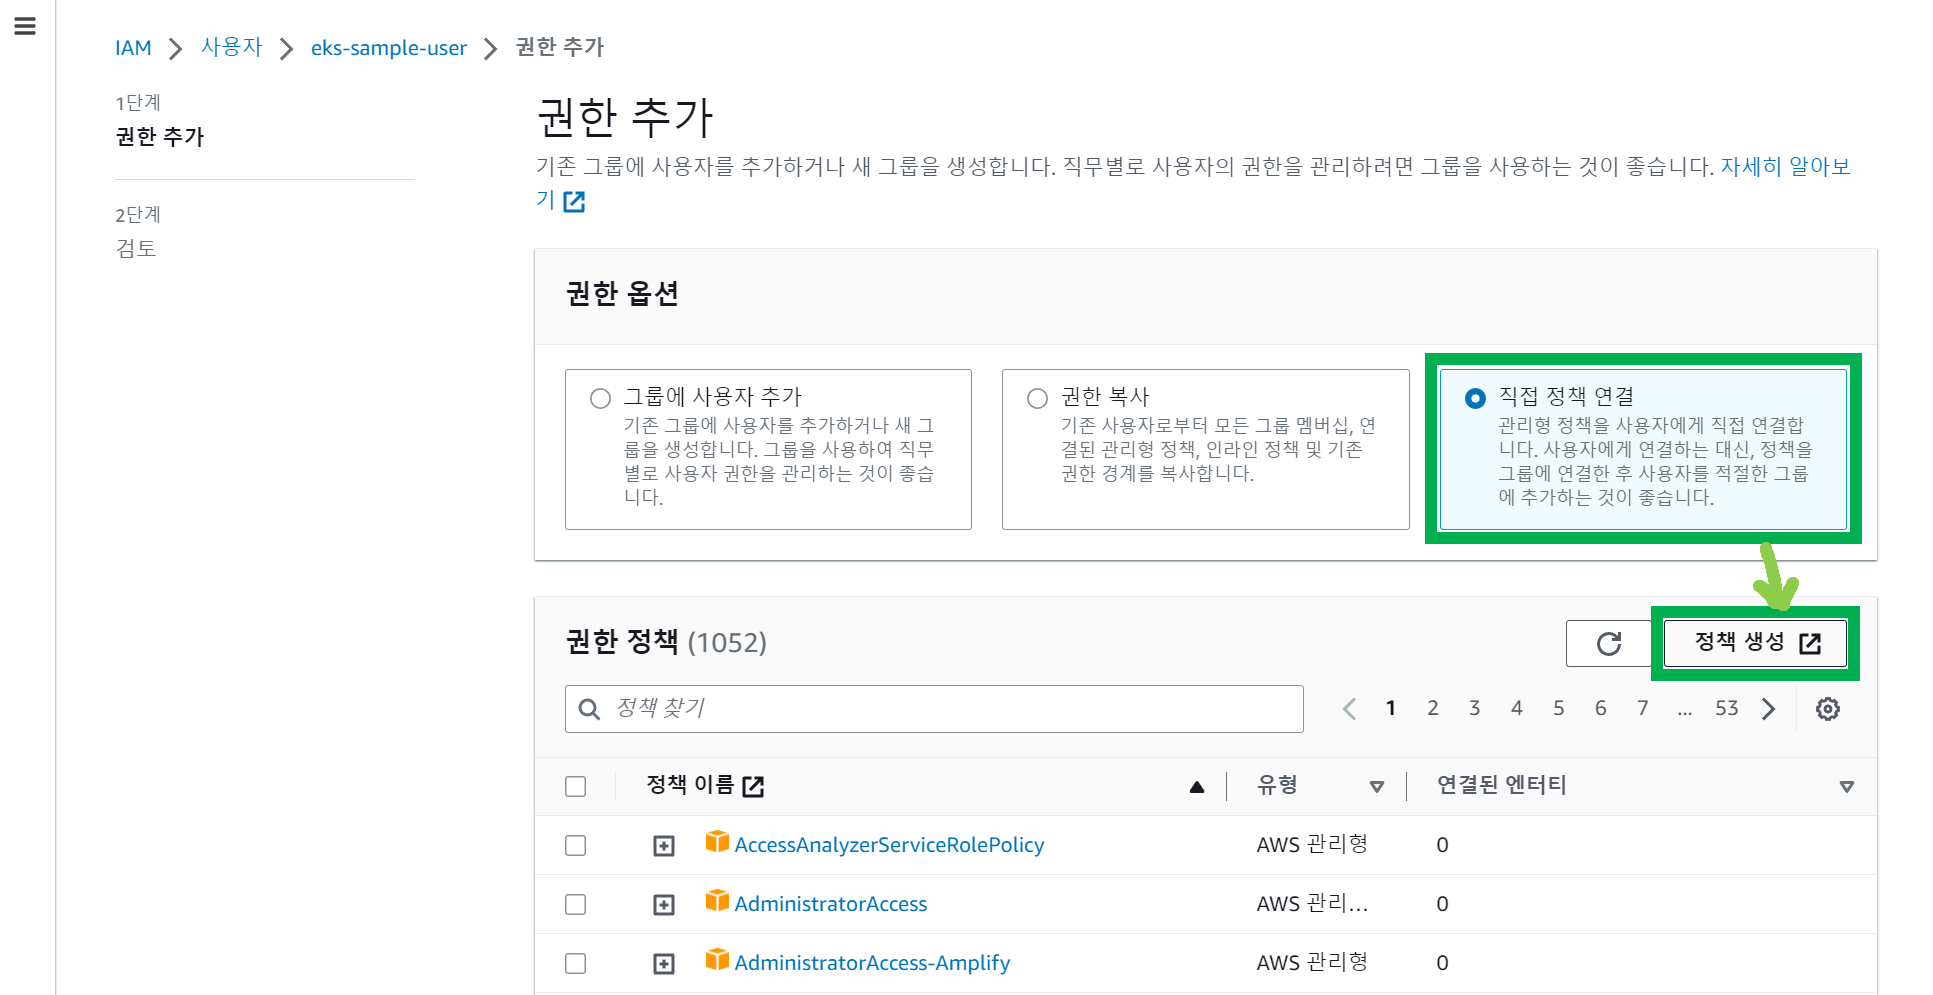 IAM > 사용자 > eks-sample-user > 권한 추가
1단계
권한 추가
2단계
검토
권한 추가
기존 그룹에 사용자를 추가하거나 새 그룹을 생성합니다. 직무별로 사용자의 권한을 관리하려면 그룹을 사용하는 것이 좋습니다. 자세히 알아보
기
권한 옵션
그룹에 사용자 추가
기존 그룹에 사용자를 추가하거나 새 그
룹을 생성합니다. 그룹을 사용하여 직무
별로 사용자 권한을 관리하는 것이 좋습
니다.
권한 복사
기존 사용자로부터 모든 그룹 멤버십, 연
결된 관리형 정책, 인라인 정책 및 기존
권한 경계를 복사합니다.
직접 정책 연결
관리형 정책을 사용자에게 직접 연결합
니다. 사용자에게 연결하는 대신, 정책을
그룹에 연결한 후 사용자를 적절한 그룹
에 추가하는 것이 좋습니다.
권한 정책 (1052)
정책 생성
정책 찾기
1 2 3 4 5 6 7 ... 53
정책 이름 유형 연결된 엔터티
AccessAnalyzerServiceRolePolicy AWS 관리형 0
AdministratorAccess AWS 관리... 0
AdministratorAccess-Amplify AWS 관리형 0